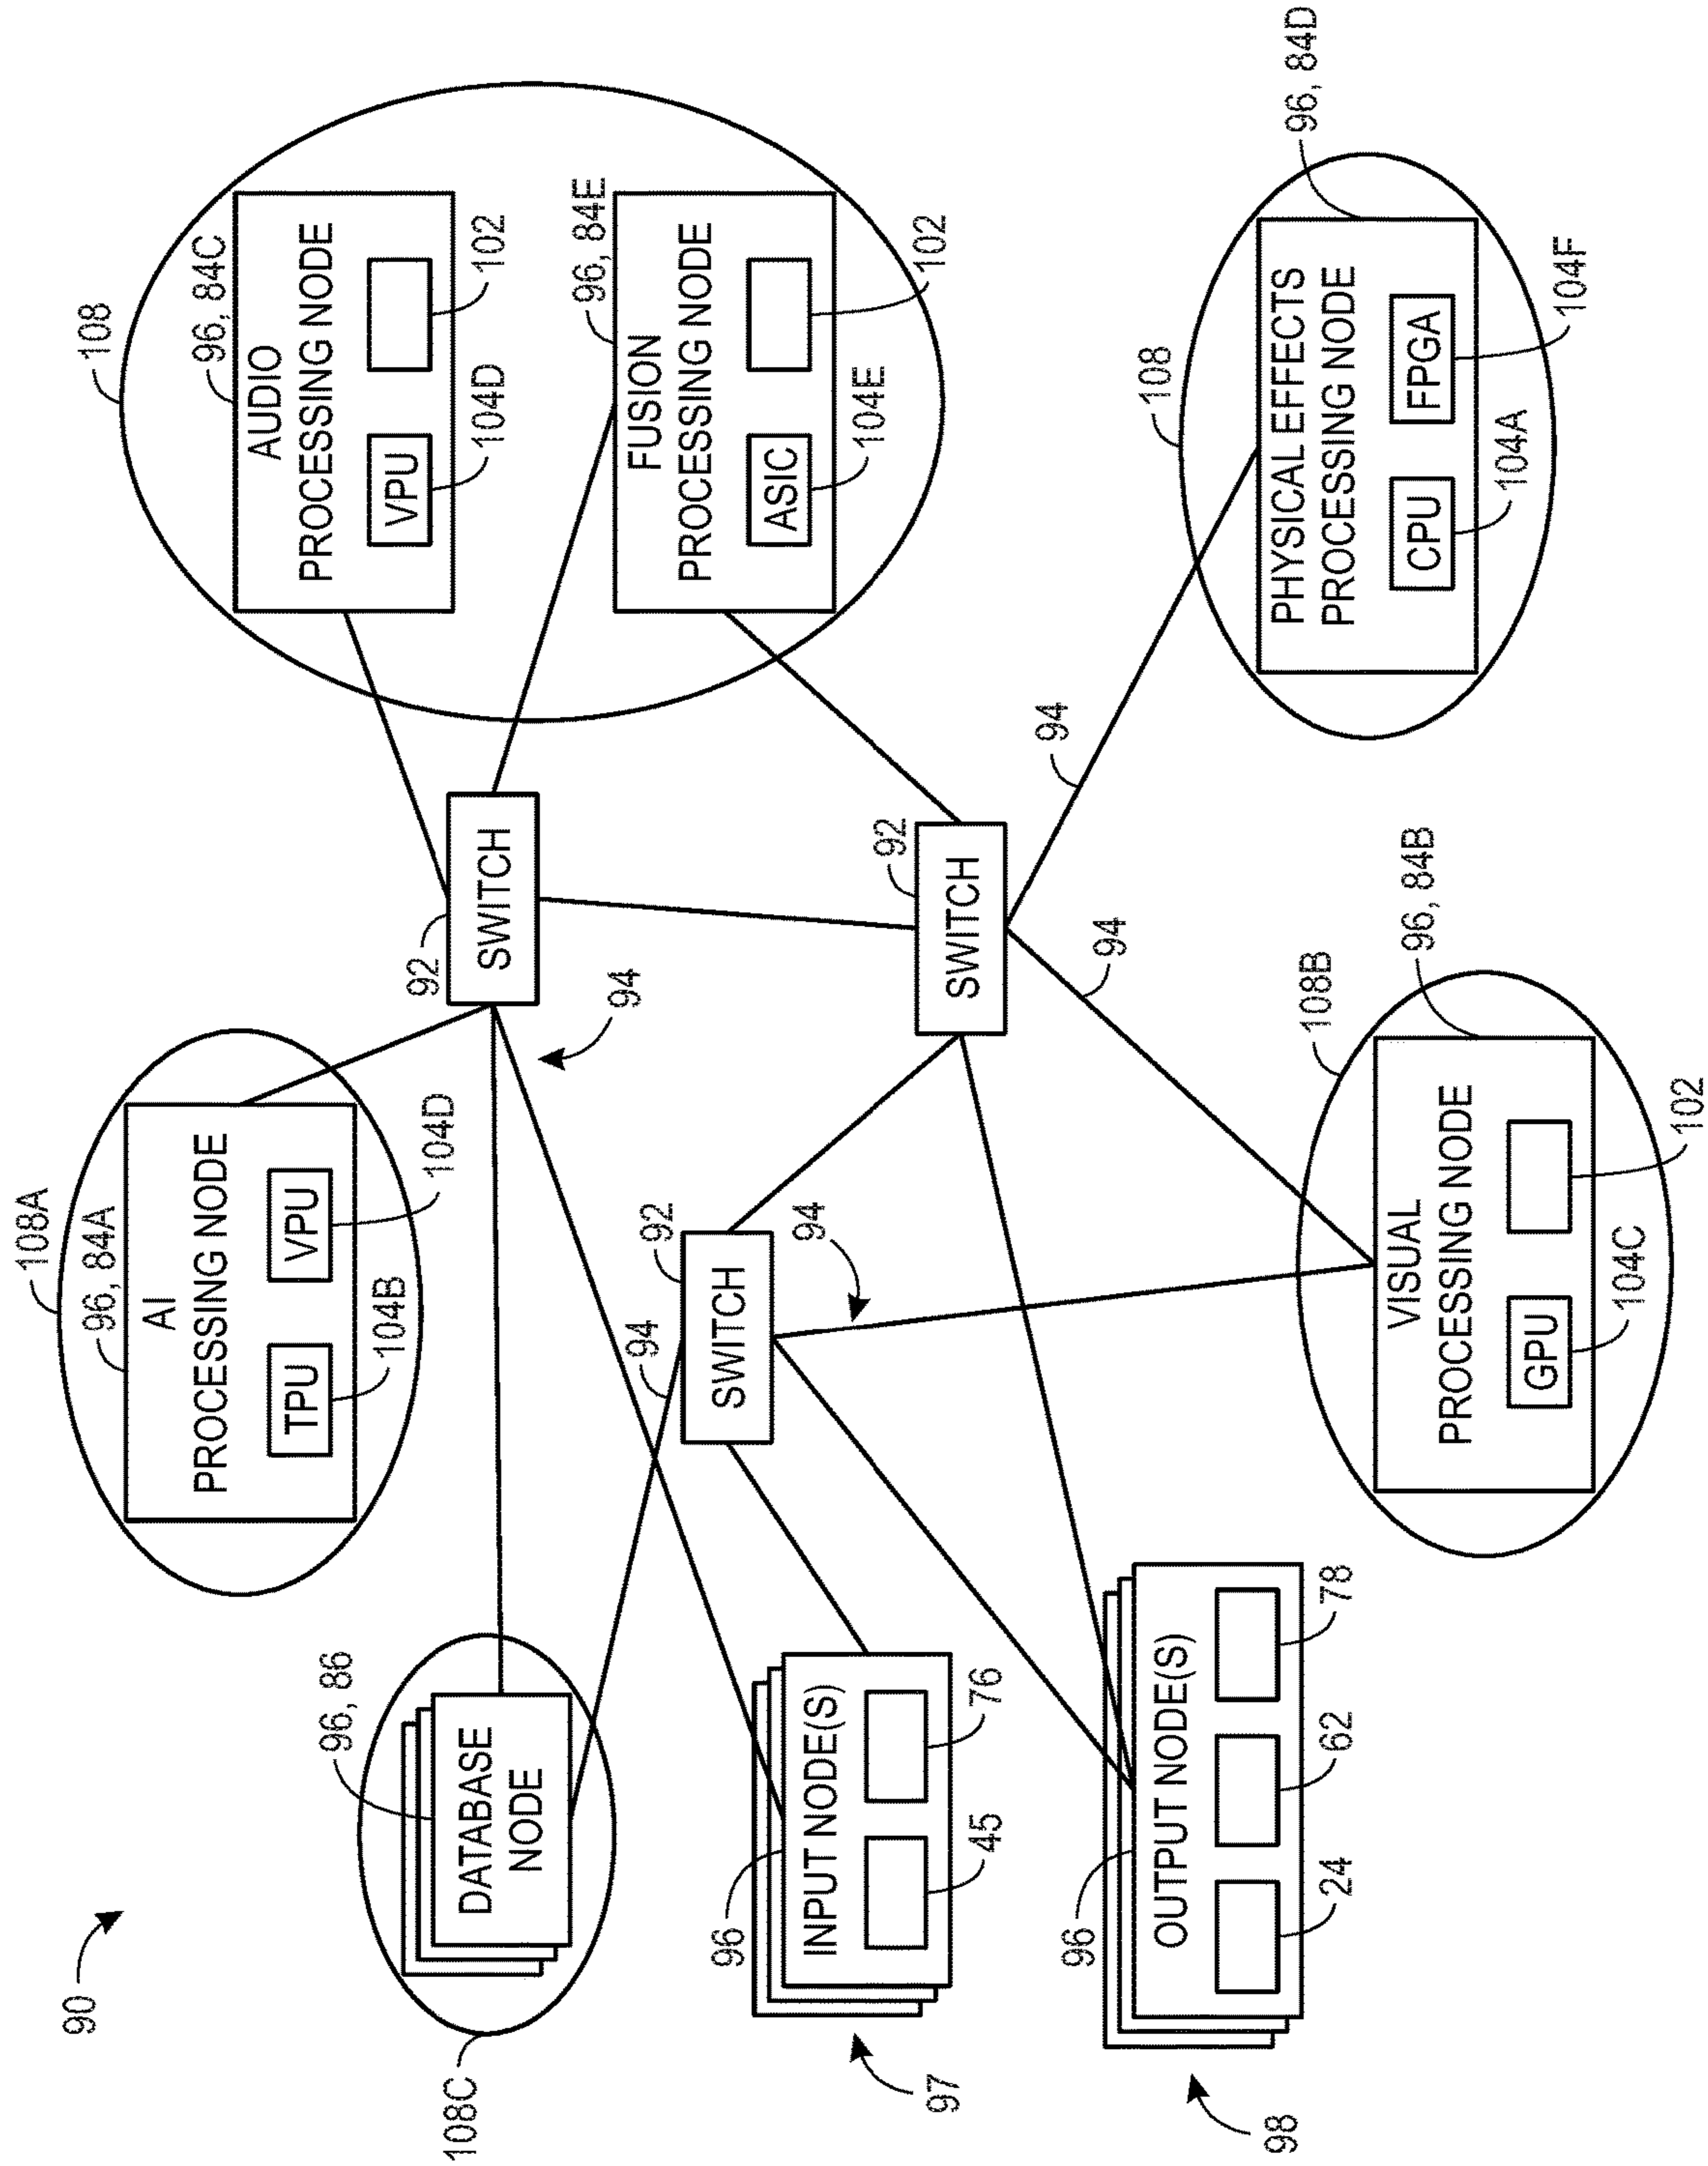 90
108A
96, 84A
AI
PROCESSING NODE
TPU
VPU
104B
104D
108
96, 84C
AUDIO
PROCESSING NODE
VPU
104D
102
96, 84E
FUSION
PROCESSING NODE
ASIC
104E
102
108C
96, 86
DATABASE
NODE
92
SWITCH
94
94
92
SWITCH
94
92
SWITCH
94
94
97
96
INPUT NODE(S)
45
76
98
96
OUTPUT NODE(S)
24
62
78
108B
96, 84B
VISUAL
PROCESSING NODE
GPU
104C
102
108
96, 84D
PHYSICAL EFFECTS
PROCESSING NODE
CPU
FPGA
104A
104F